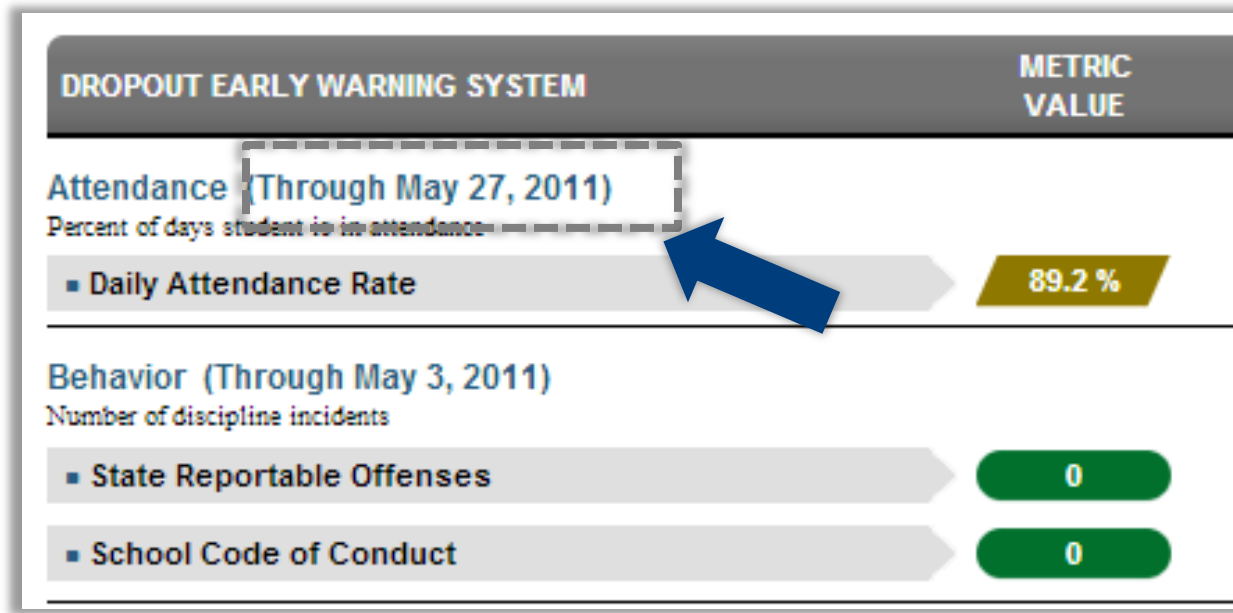 DROPOUT EARLY WARNING SYSTEM
METRIC
VALUE
Attendance (Through May 27, 2011)
Percent of days student is in attendance
Daily Attendance Rate
89.2 %
Behavior (Through May 3, 2011)
Number of discipline incidents
State Reportable Offenses
0
School Code of Conduct
0